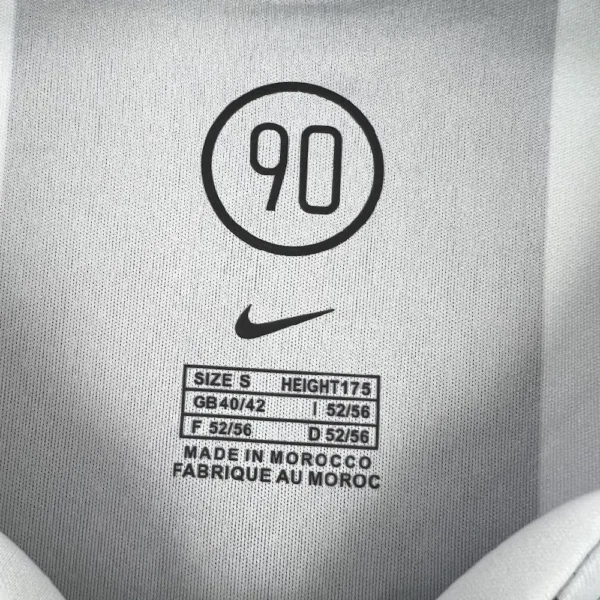 90
SIZE S HEIGHT175
GB40/42 I 52/56
F 52/56 D 52/56
MADE IN MOROCCO
FABRIQUE AU MOROC